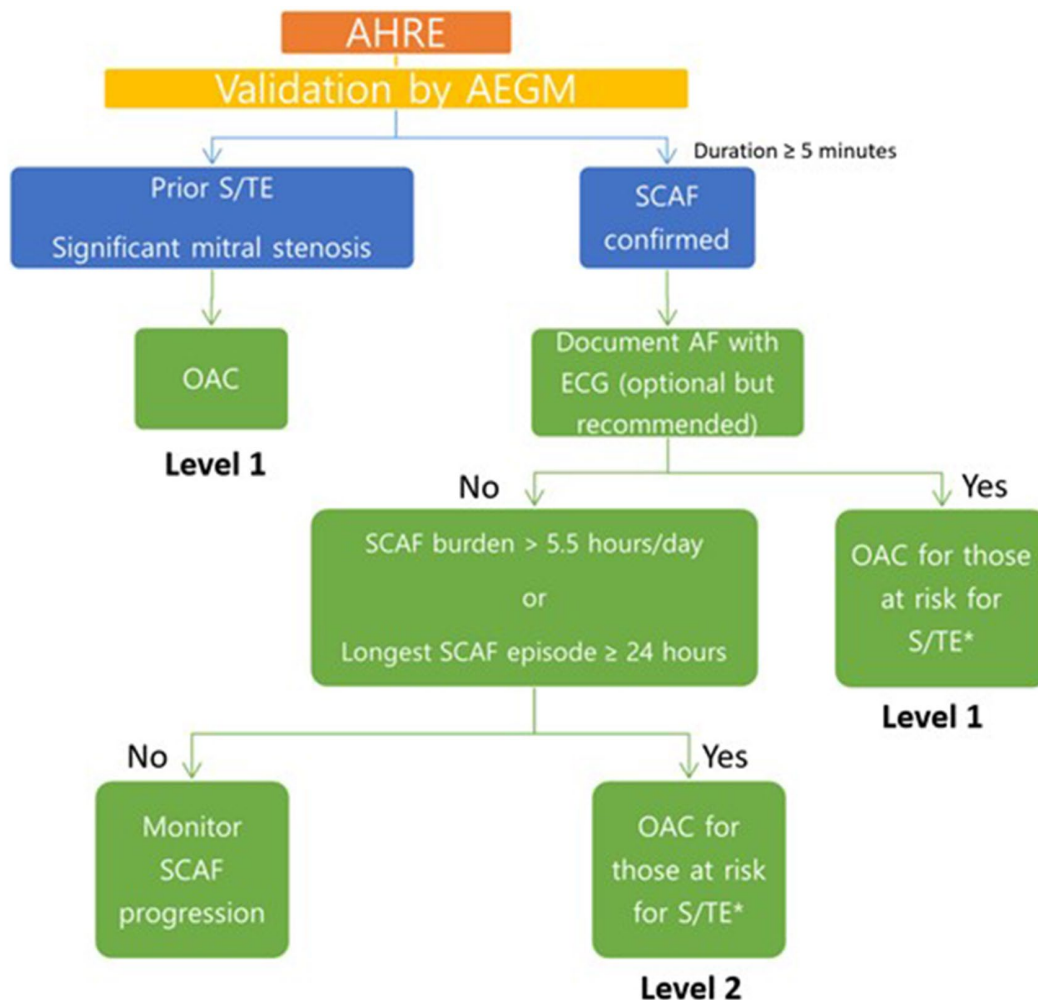 AHRE
Validation by AEGM
Duration ≥ 5 minutes
Prior S/TE
Significant mitral stenosis
SCAF
confirmed
OAC
Level 1
Document AF with
ECG (optional but
recommended)
No
Yes
SCAF burden > 5.5 hours/day
or
Longest SCAF episode ≥ 24 hours
OAC for those
at risk for
S/TE*
Level 1
No
Yes
Monitor
SCAF
progression
OAC for
those at risk
for S/TE*
Level 2